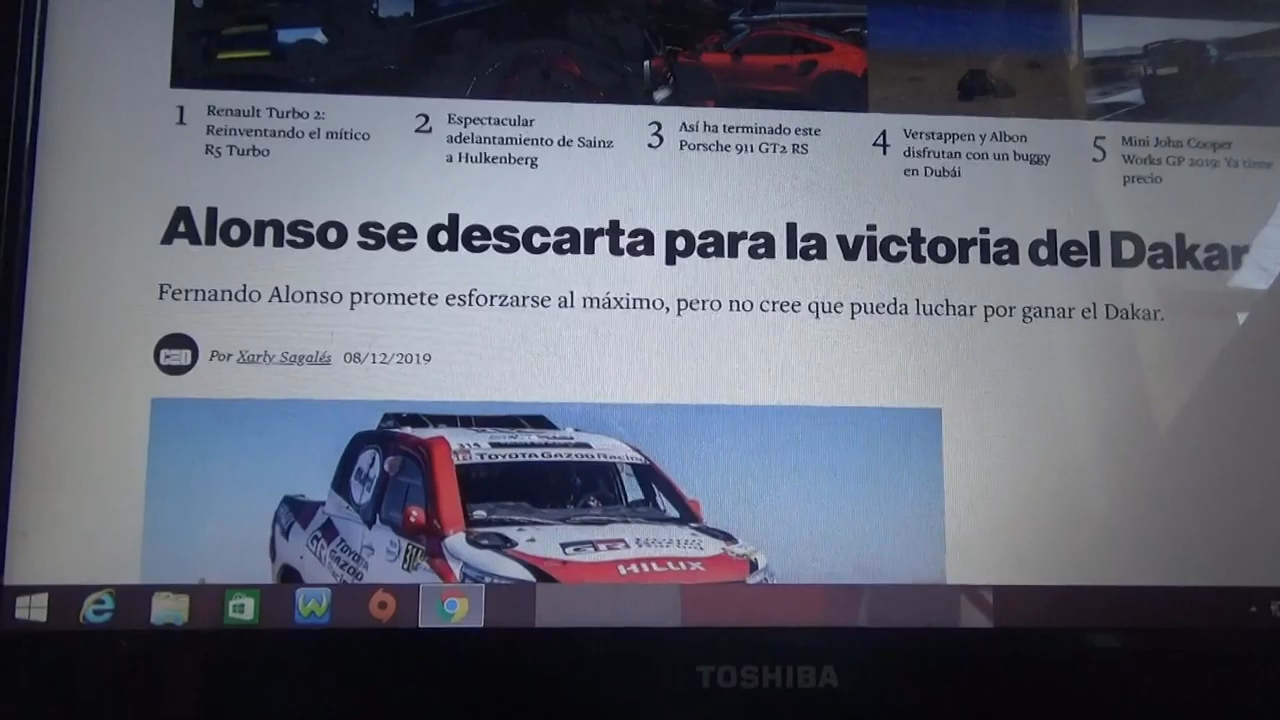 1 Renault Turbo 2:
Reinventando el mítico
R5 Turbo
2 Espectacular
adelantamiento de Sainz
a Hulkenberg
3 Así ha terminado este
Porsche 911 GT2 RS
4 Verstappen y Albon
disfrutan con un buggy
en Dubái
5 Mini John Cooper
Works GP 2019: Ya tiene
precio
Alonso se descarta para la victoria del Dakar
Fernando Alonso promete esforzarse al máximo, pero no cree que pueda luchar por ganar el Dakar.
Por Xarly Sagalés 08/12/2019
TOYOTA GAZOO Racing
GR
HILUX
GR TOYOTA
GAZOO
Racing
TOSHIBA